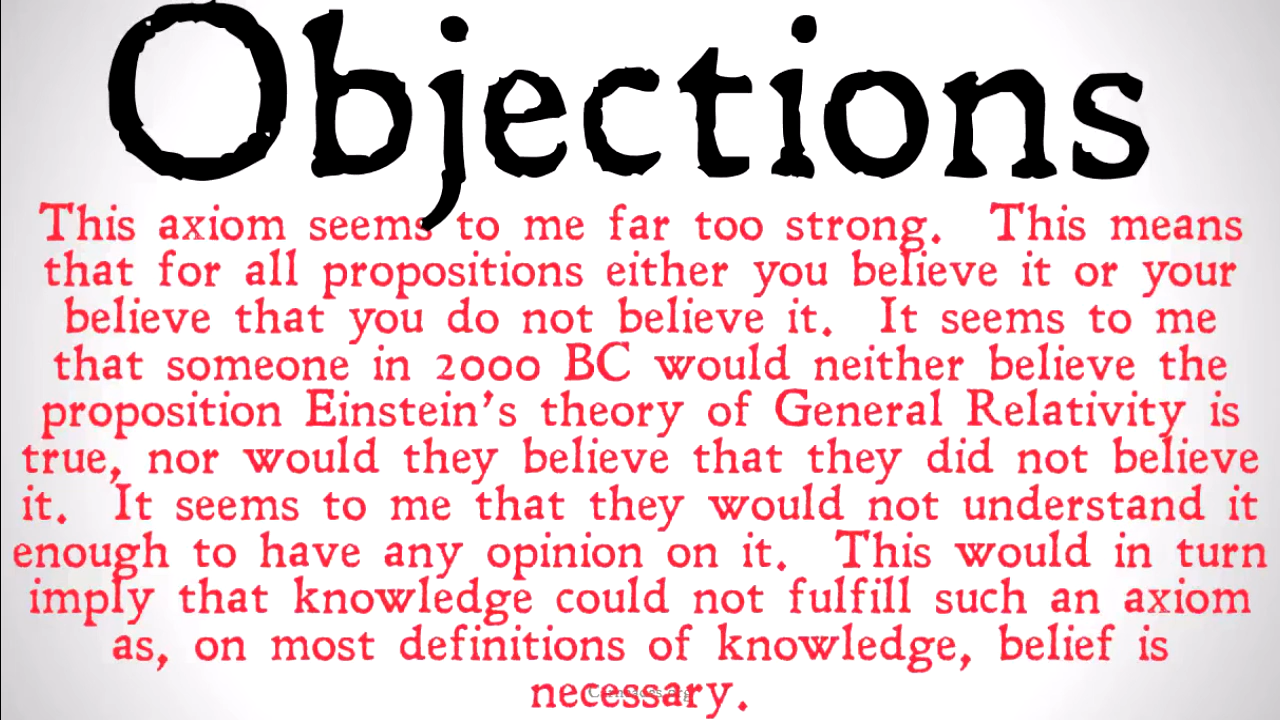 Objections
This axiom seems to me far too strong. This means
that for all propositions either you believe it or your
believe that you do not believe it. It seems to me
that someone in 2000 BC would neither believe the
proposition Einstein's theory of General Relativity is
true, nor would they believe that they did not believe
it. It seems to me that they would not understand it
enough to have any opinion on it. This would in turn
imply that knowledge could not fulfill such an axiom
as, on most definitions of knowledge, belief is
necessary.